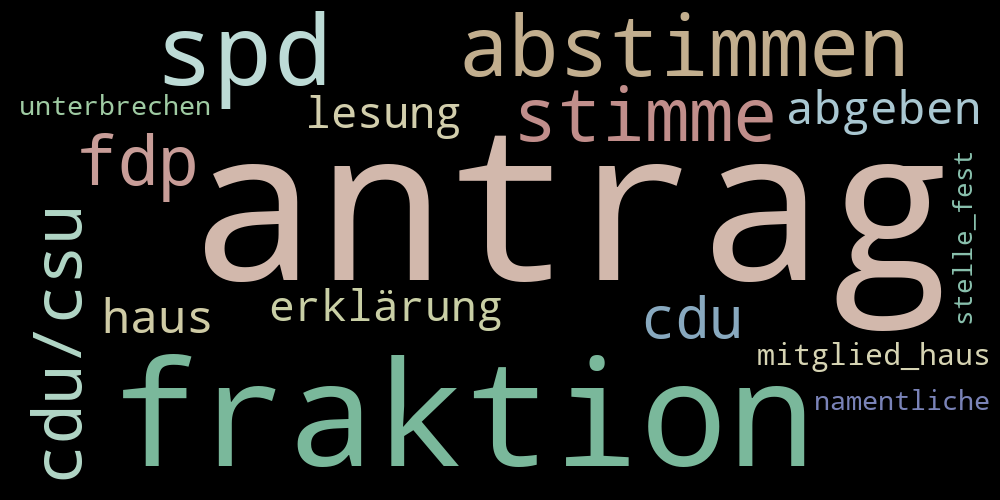 spd
abstimmen
unterbrechen
lesung
stimme
abgeben
fdp
antrag
stelle_fest
cdu/csu
haus
erklärung
cdu
mitglied_haus
fraktion
namentliche